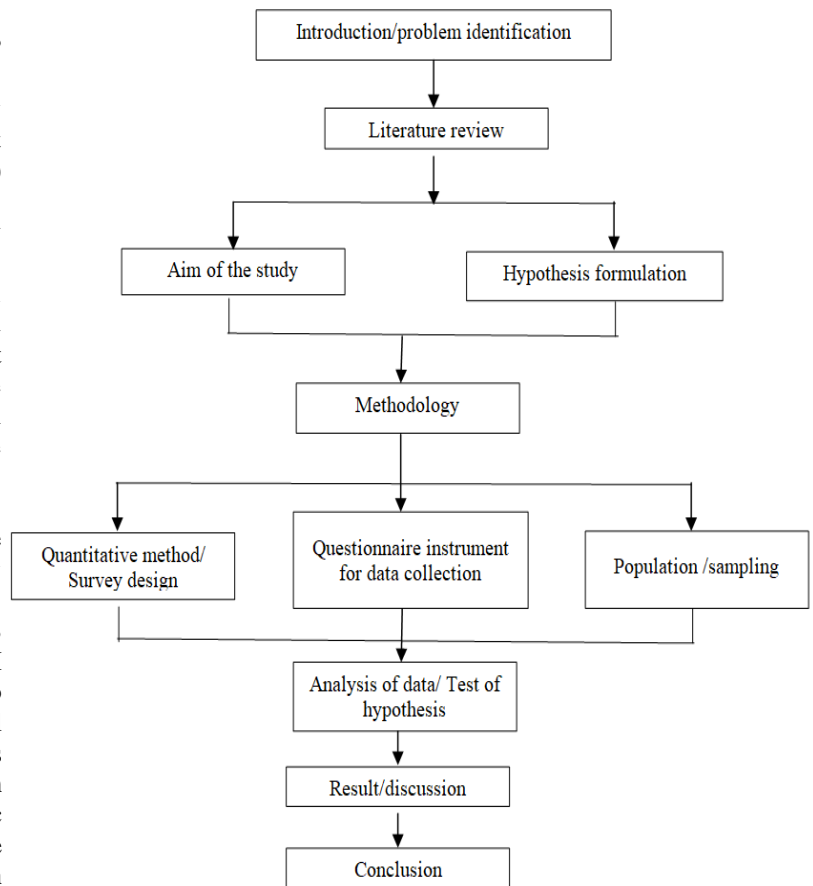 Introduction/problem identification
Literature review
Aim of the study
Hypothesis formulation
Methodology
Quantitative method/
Survey design
Questionnaire instrument
for data collection
Population /sampling
Analysis of data/ Test of
hypothesis
Result/discussion
Conclusion